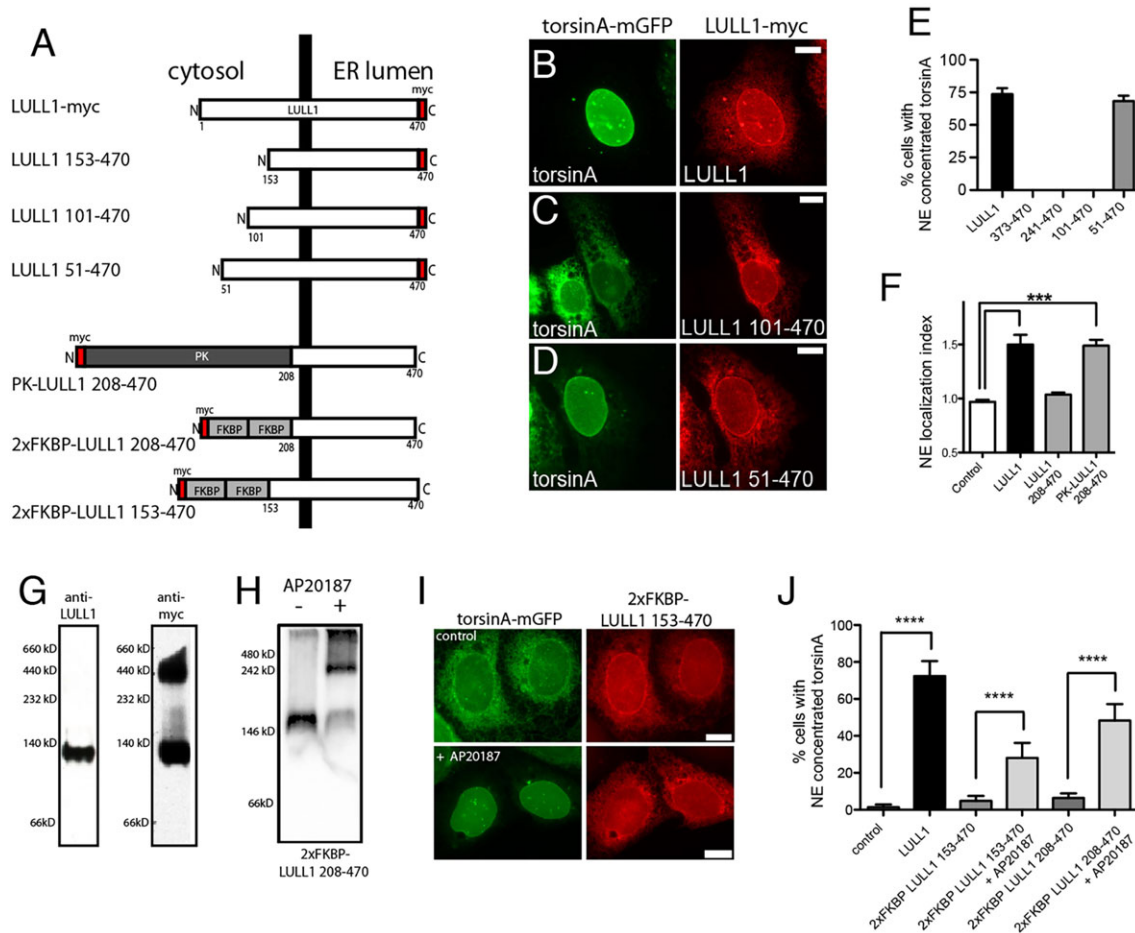 A
cytosol
ER lumen
LUL​L1-myc
N
LULL1
myc
C
1
470
LULL1 153-470
N
C
153
470
LULL1 101-470
N
C
101
470
LULL1 51-470
N
C
51
470
myc
N
PK
C
208
470
PK-LULL1 208-470
myc
N
FKBP
FKBP
C
208
470
2xFKBP-LULL1 208-470
myc
N
FKBP
FKBP
C
153
470
2xFKBP-LULL1 153-470
torsinA-mGFP
LULL1-myc
B
torsinA
LULL1
C
torsinA
LULL1 101-470
D
torsinA
LULL1 51-470
E
% cells with
NE concentrated torsinA
100
75
50
25
0
LULL1
373-470
241-470
101-470
51-470
F
NE localization index
***
1.5
1.0
0.5
Control
LULL1
LULL1
208-470
PK-LULL1
208-470
G
anti-
LULL1
anti-
myc
660 kD
440 kD
232 kD
140 kD
66kD
660 kD
440 kD
232 kD
140 kD
66kD
H
AP20187
- +
480 kD
242 kD
146 kD
66kD
2xFKBP-
LULL1 208-470
I
torsinA-mGFP
2xFKBP-
LULL1 153-470
control
+ AP20187
J
% cells with
NE concentrated torsinA
100
80
60
40
20
0
****
****
****
control
LULL1
2xFKBP LULL1 153-470
2xFKBP LULL1 153-470
+ AP20187
2xFKBP LULL1 208-470
2xFKBP LULL1 208-470
+ AP20187